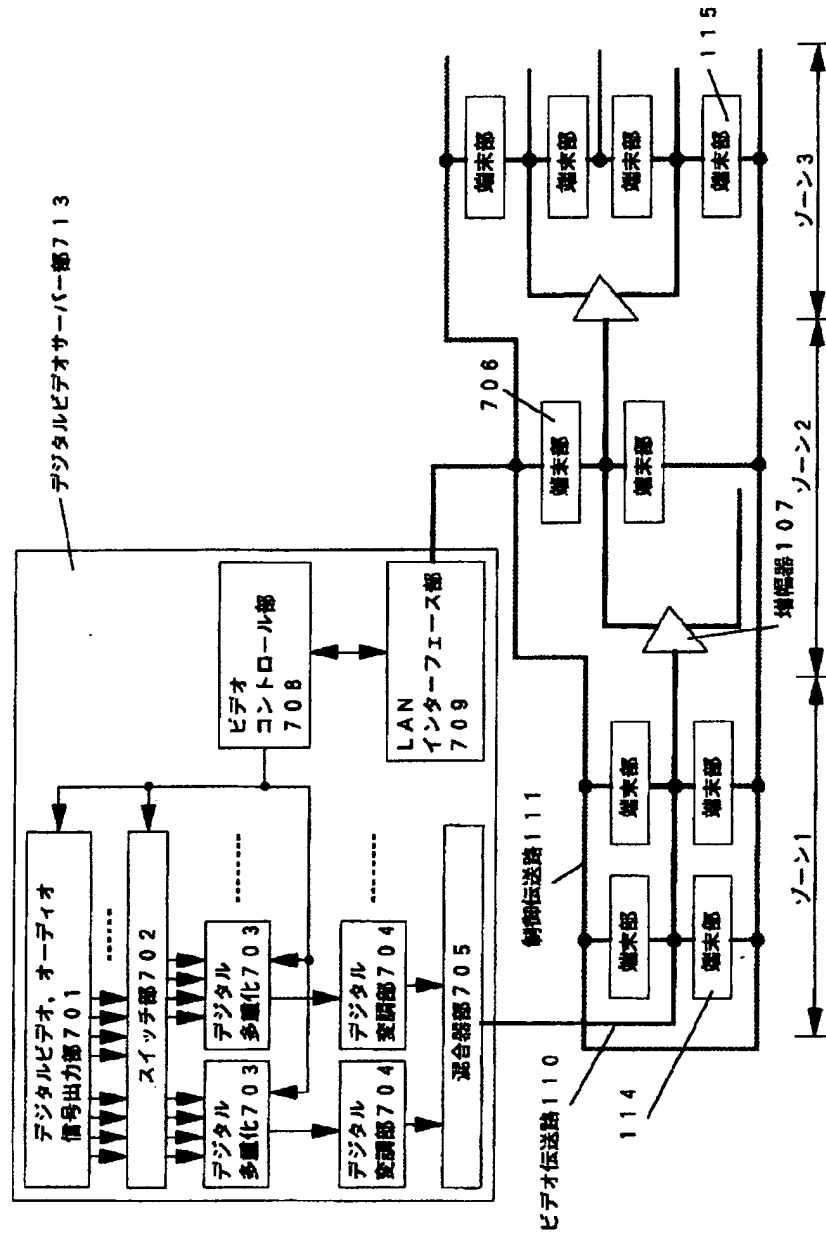 デジタルビデオサーバー部713
デジタルビデオ、オーディオ
信号出力部701
スイッチ部702
デジタル
多重化703
デジタル
多重化703
デジタル
変調部704
デジタル
変調部704
混合器部705
ビデオ
コントロール部
708
LAN
インターフェース部
709
ビデオ伝送路110
制御伝送路111
端末部
端末部
端末部
端末部
114
増幅器107
端末部
端末部
706
端末部
端末部
端末部
端末部
115
ゾーン1
ゾーン2
ゾーン3